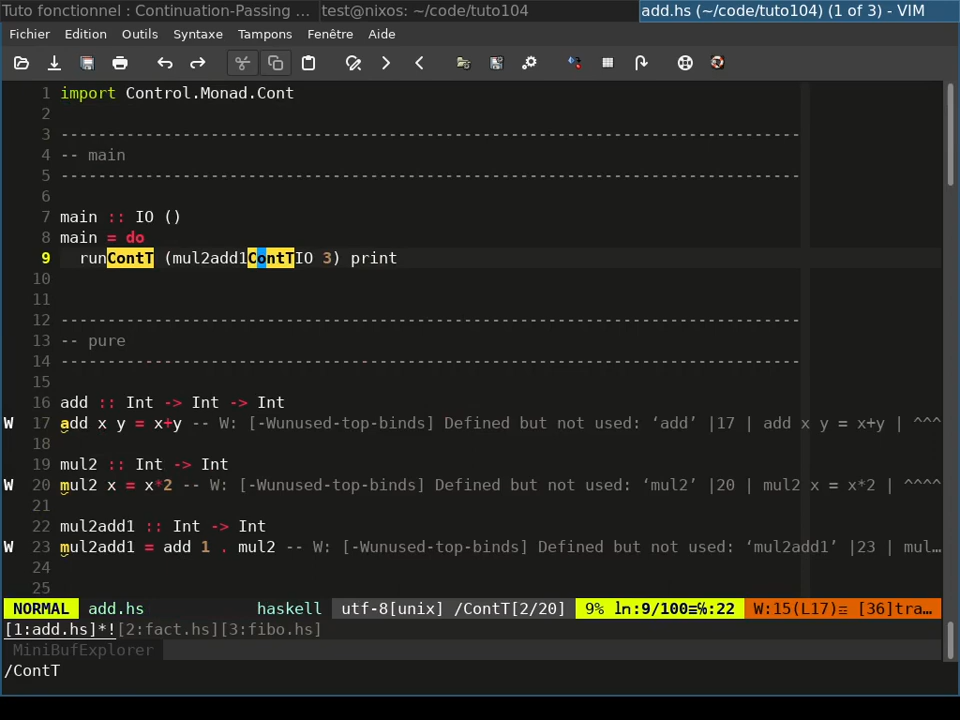 Tuto fonctionnel : Continuation-Passing ...
test@nixos: ~/code/tuto104
add.hs (~/code/tuto104) (1 of 3) - VIM
Fichier Edition Outils Syntaxe Tampons Fenêtre Aide
1 import Control.Monad.Cont
2
3 -------------------------------------------------------------------------------
4 -- main
5 -------------------------------------------------------------------------------
6
7 main :: IO ()
8 main = do
9 runContT (mul2add1ContTIO 3) print
10
11
12 -------------------------------------------------------------------------------
13 -- pure
14 -------------------------------------------------------------------------------
15
16 add :: Int -> Int -> Int
W 17 add x y = x+y -- W: [-Wunused-top-binds] Defined but not used: ‘add’ |17 | add x y = x+y | ^^^
18
19 mul2 :: Int -> Int
W 20 mul2 x = x*2 -- W: [-Wunused-top-binds] Defined but not used: ‘mul2’ |20 | mul2 x = x*2 | ^^^^
21
22 mul2add1 :: Int -> Int
W 23 mul2add1 = add 1 . mul2 -- W: [-Wunused-top-binds] Defined but not used: ‘mul2add1’ |23 | mul…
24
25
NORMAL add.hs haskell utf-8[unix] /ContT[2/20] 9% ln:9/100≡℅:22 W:15(L17)≡ [36]tra…
[1:add.hs]*![2:fact.hs][3:fibo.hs]
MiniBufExplorer
/ContT